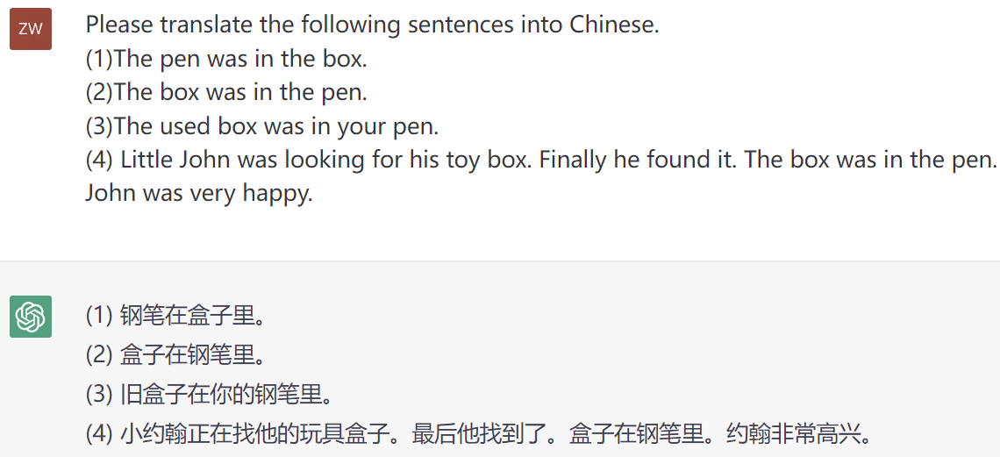 ZW
Please translate the following sentences into Chinese.
(1)The pen was in the box.
(2)The box was in the pen.
(3)The used box was in your pen.
(4) Little John was looking for his toy box. Finally he found it. The box was in the pen.
John was very happy.
(1) 钢笔在盒子里。
(2) 盒子在钢笔里。
(3) 旧盒子在你的钢笔里。
(4) 小约翰正在找他的玩具盒子。最后他找到了。盒子在钢笔里。约翰非常高兴。